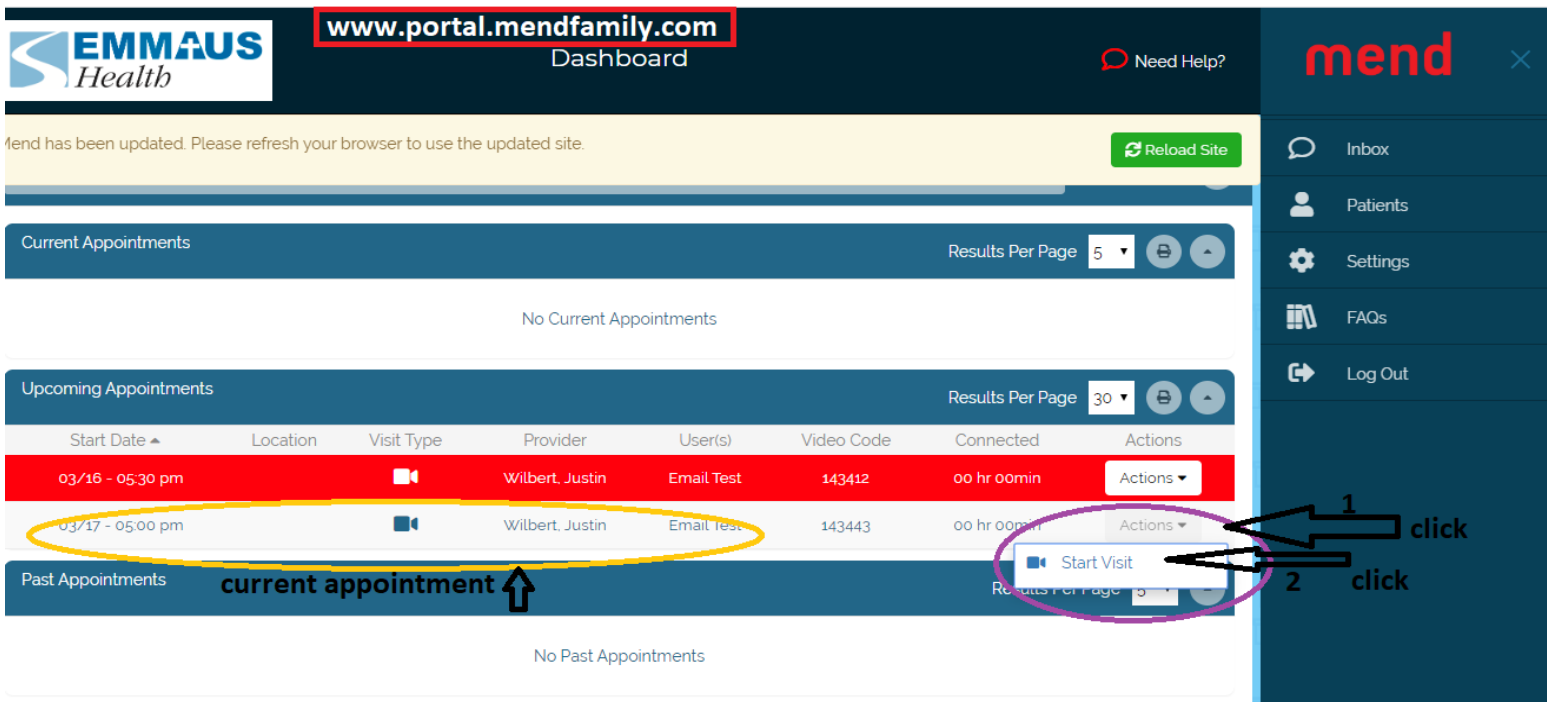 www.portal.mendfamily.com
EMMAUS
Health
Dashboard
Need Help?
mend
Mend has been updated. Please refresh your browser to use the updated site.
Reload Site
Inbox
Patients
Settings
FAQs
Log Out
Current Appointments
Results Per Page 5
No Current Appointments
Upcoming Appointments
Results Per Page 30
Start Date Location Visit Type Provider User(s) Video Code Connected Actions
03/16 - 05:30 pm Wilbert, Justin Email Test 143412 00 hr 00min Actions
03/17 - 05:00 pm Wilbert, Justin Email Test 143443 00 hr 00min Actions
1
click
Start Visit
2
click
Past Appointments
current appointment
Results Per Page 5
No Past Appointments